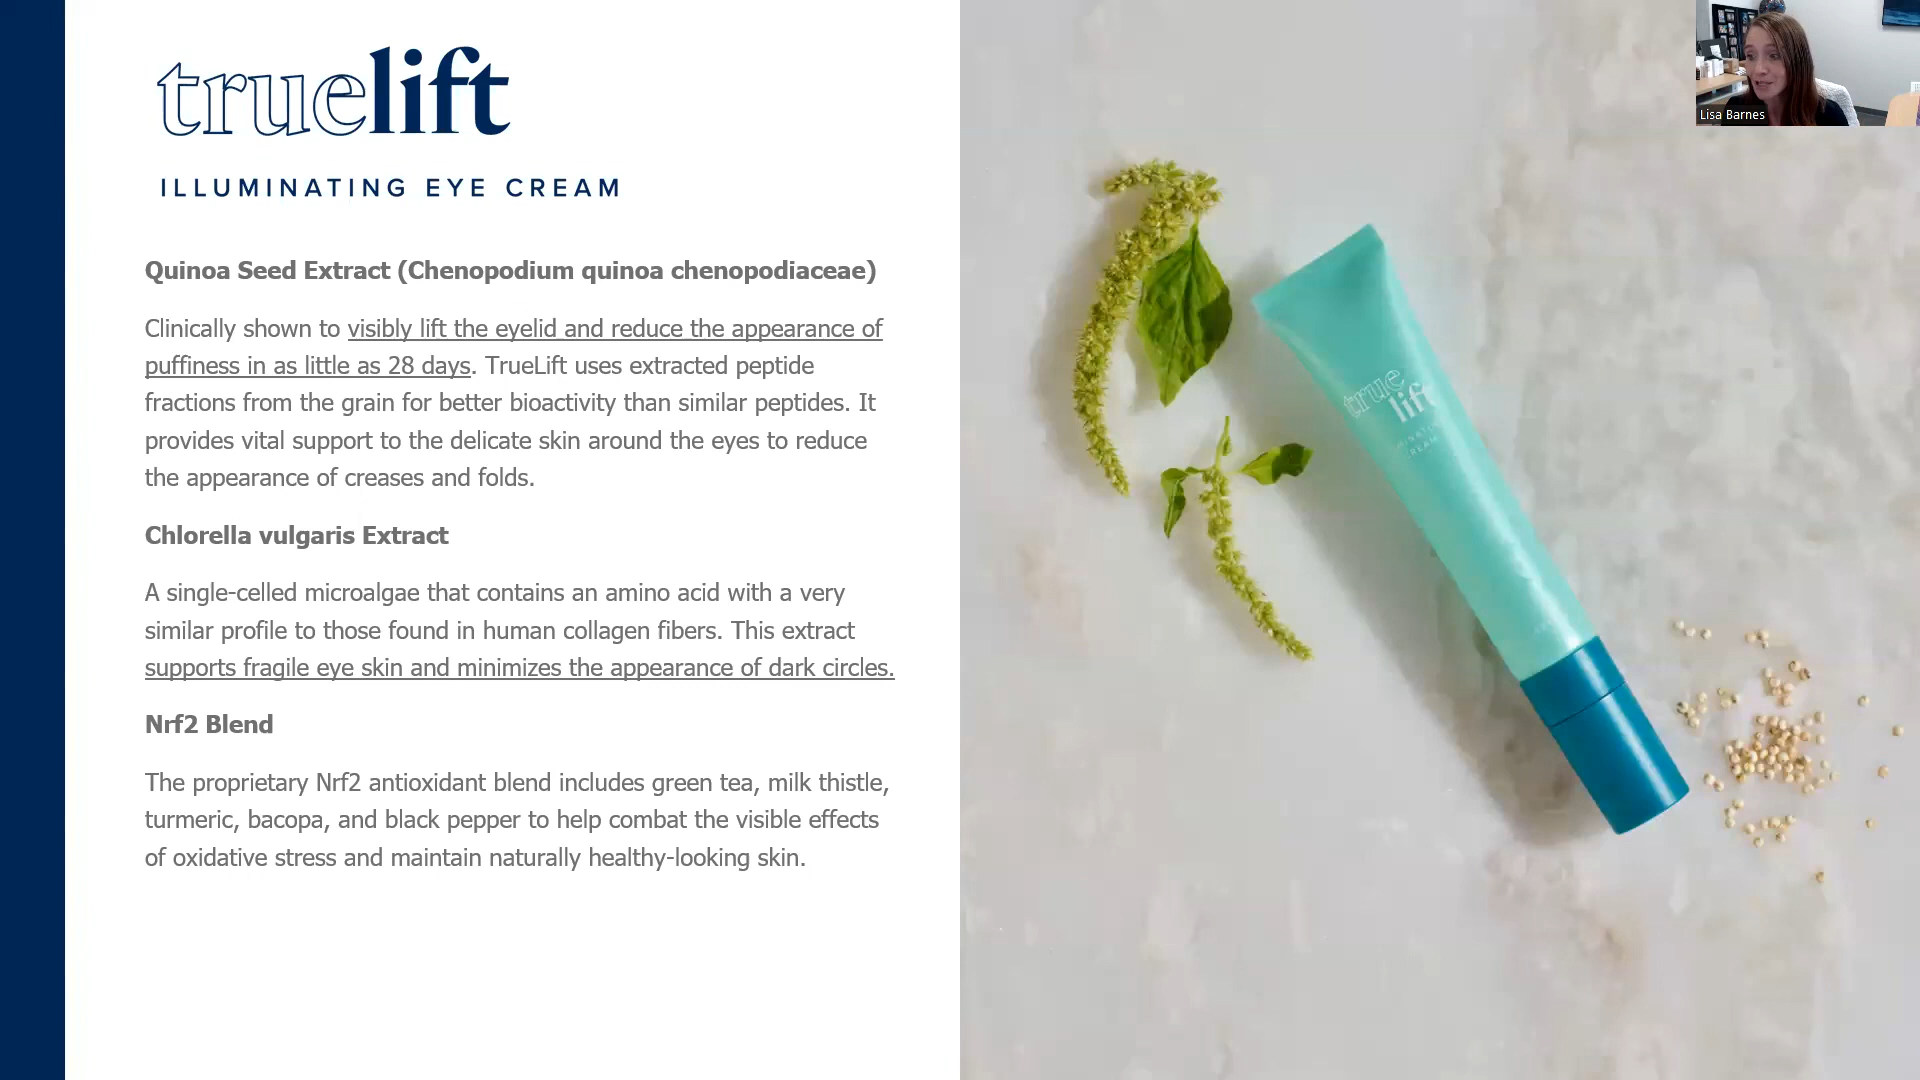 truelift
ILLUMINATING EYE CREAM
Quinoa Seed Extract (Chenopodium quinoa chenopodiaceae)
Clinically shown to visibly lift the eyelid and reduce the appearance of
puffiness in as little as 28 days. TrueLift uses extracted peptide
fractions from the grain for better bioactivity than similar peptides. It
provides vital support to the delicate skin around the eyes to reduce
the appearance of creases and folds.
Chlorella vulgaris Extract
A single-celled microalgae that contains an amino acid with a very
similar profile to those found in human collagen fibers. This extract
supports fragile eye skin and minimizes the appearance of dark circles.
Nrf2 Blend
The proprietary Nrf2 antioxidant blend includes green tea, milk thistle,
turmeric, bacopa, and black pepper to help combat the visible effects
of oxidative stress and maintain naturally healthy-looking skin.
true
lift
Lisa Barnes